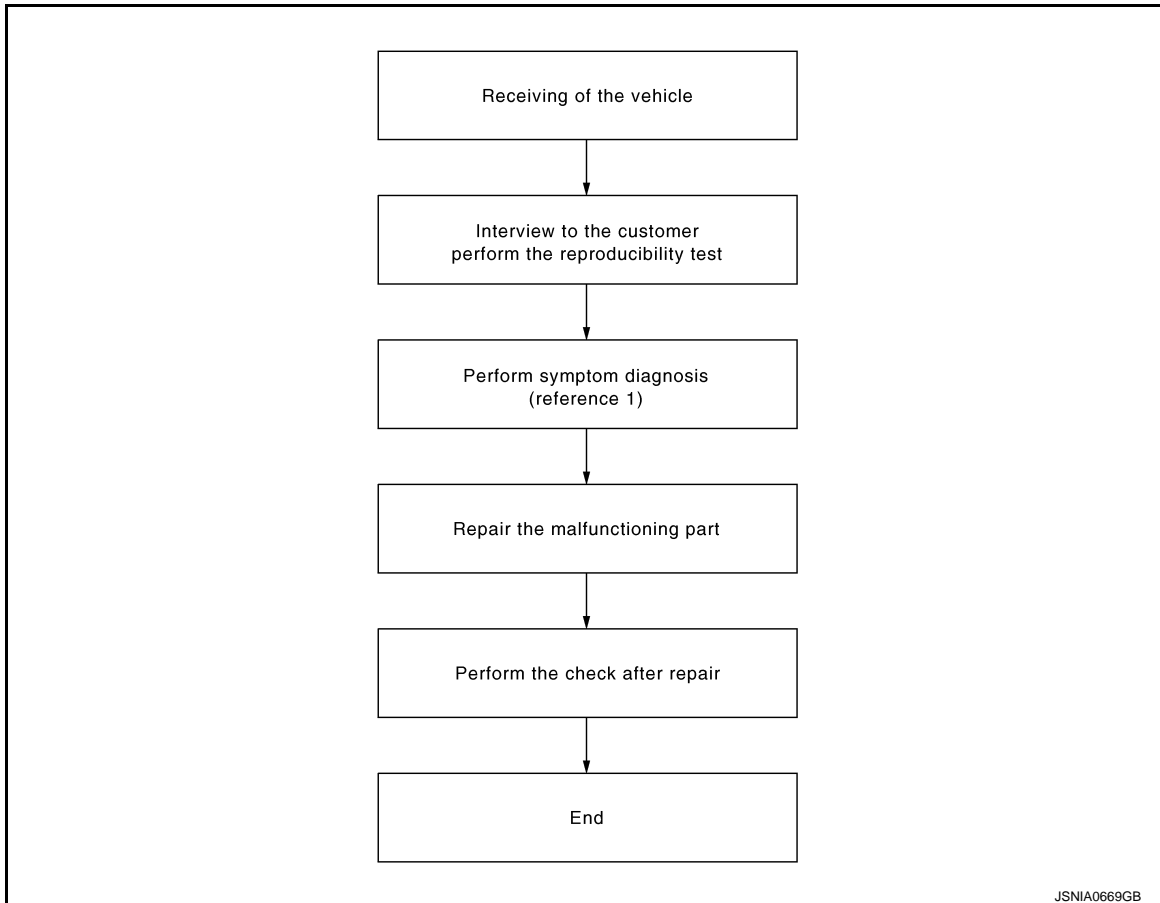 Receiving of the vehicle
Interview to the customer
perform the reproducibility test
Perform symptom diagnosis
(reference 1)
Repair the malfunctioning part
Perform the check after repair
End
JSNIA0669GB